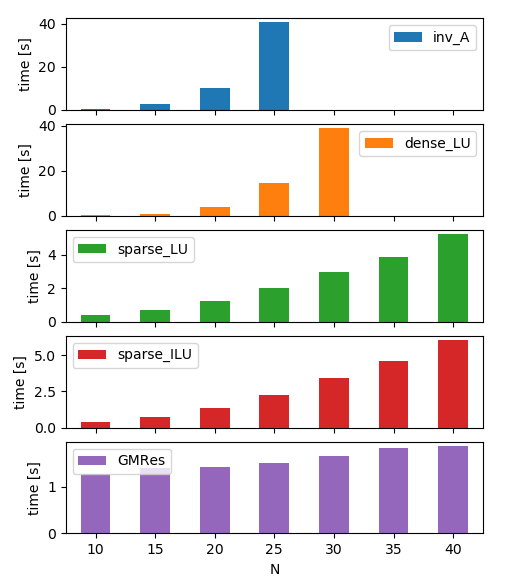 time [s]
40
20
0
inv_A
time [s]
40
20
0
dense_LU
time [s]
4
2
0
sparse_LU
time [s]
5.0
2.5
0.0
sparse_ILU
time [s]
1
0
GMRes
10 15 20 25 30 35 40
N